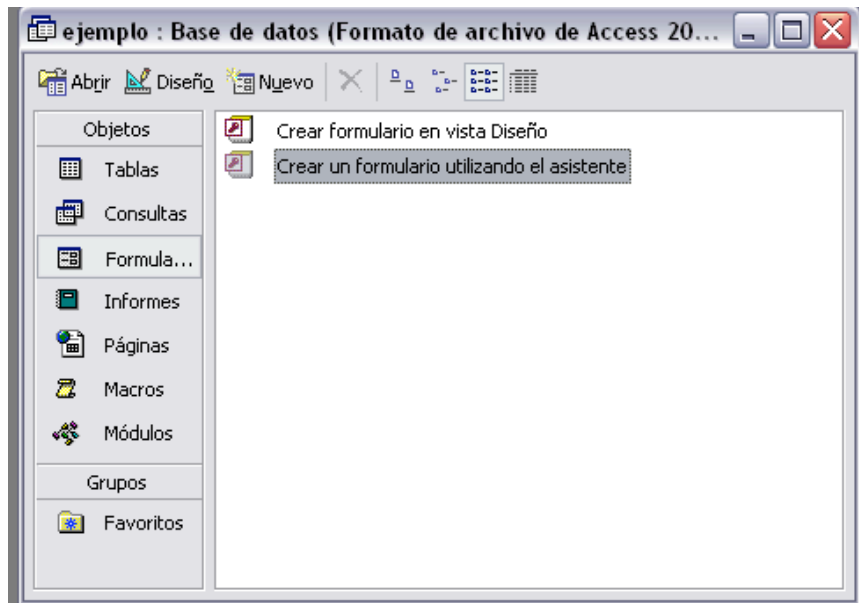 ejemplo : Base de datos (Formato de archivo de Access 20...
Abrir Diseño Nuevo
Objetos
Tablas
Consultas
Formula...
Informes
Páginas
Macros
Módulos
Grupos
Favoritos
Crear formulario en vista Diseño
Crear un formulario utilizando el asistente